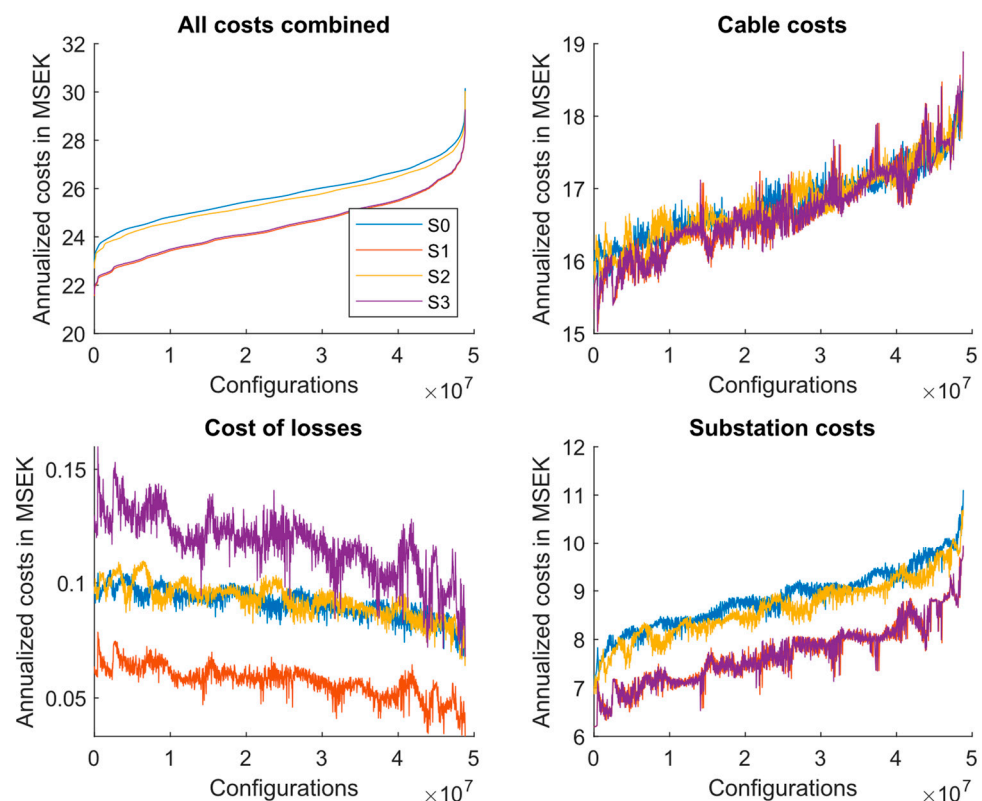 All costs combined
32
30
28
26
24
22
20
Annualized costs in MSEK
S0
S1
S2
S3
0 1 2 3 4 5
Configurations
×10^7
Cable costs
19
18
17
16
15
Annualized costs in MSEK
0 1 2 3 4 5
Configurations
×10^7
Cost of losses
0.15
0.1
0.05
Annualized costs in MSEK
0 1 2 3 4 5
Configurations
×10^7
Substation costs
12
11
10
9
8
7
6
Annualized costs in MSEK
0 1 2 3 4 5
Configurations
×10^7